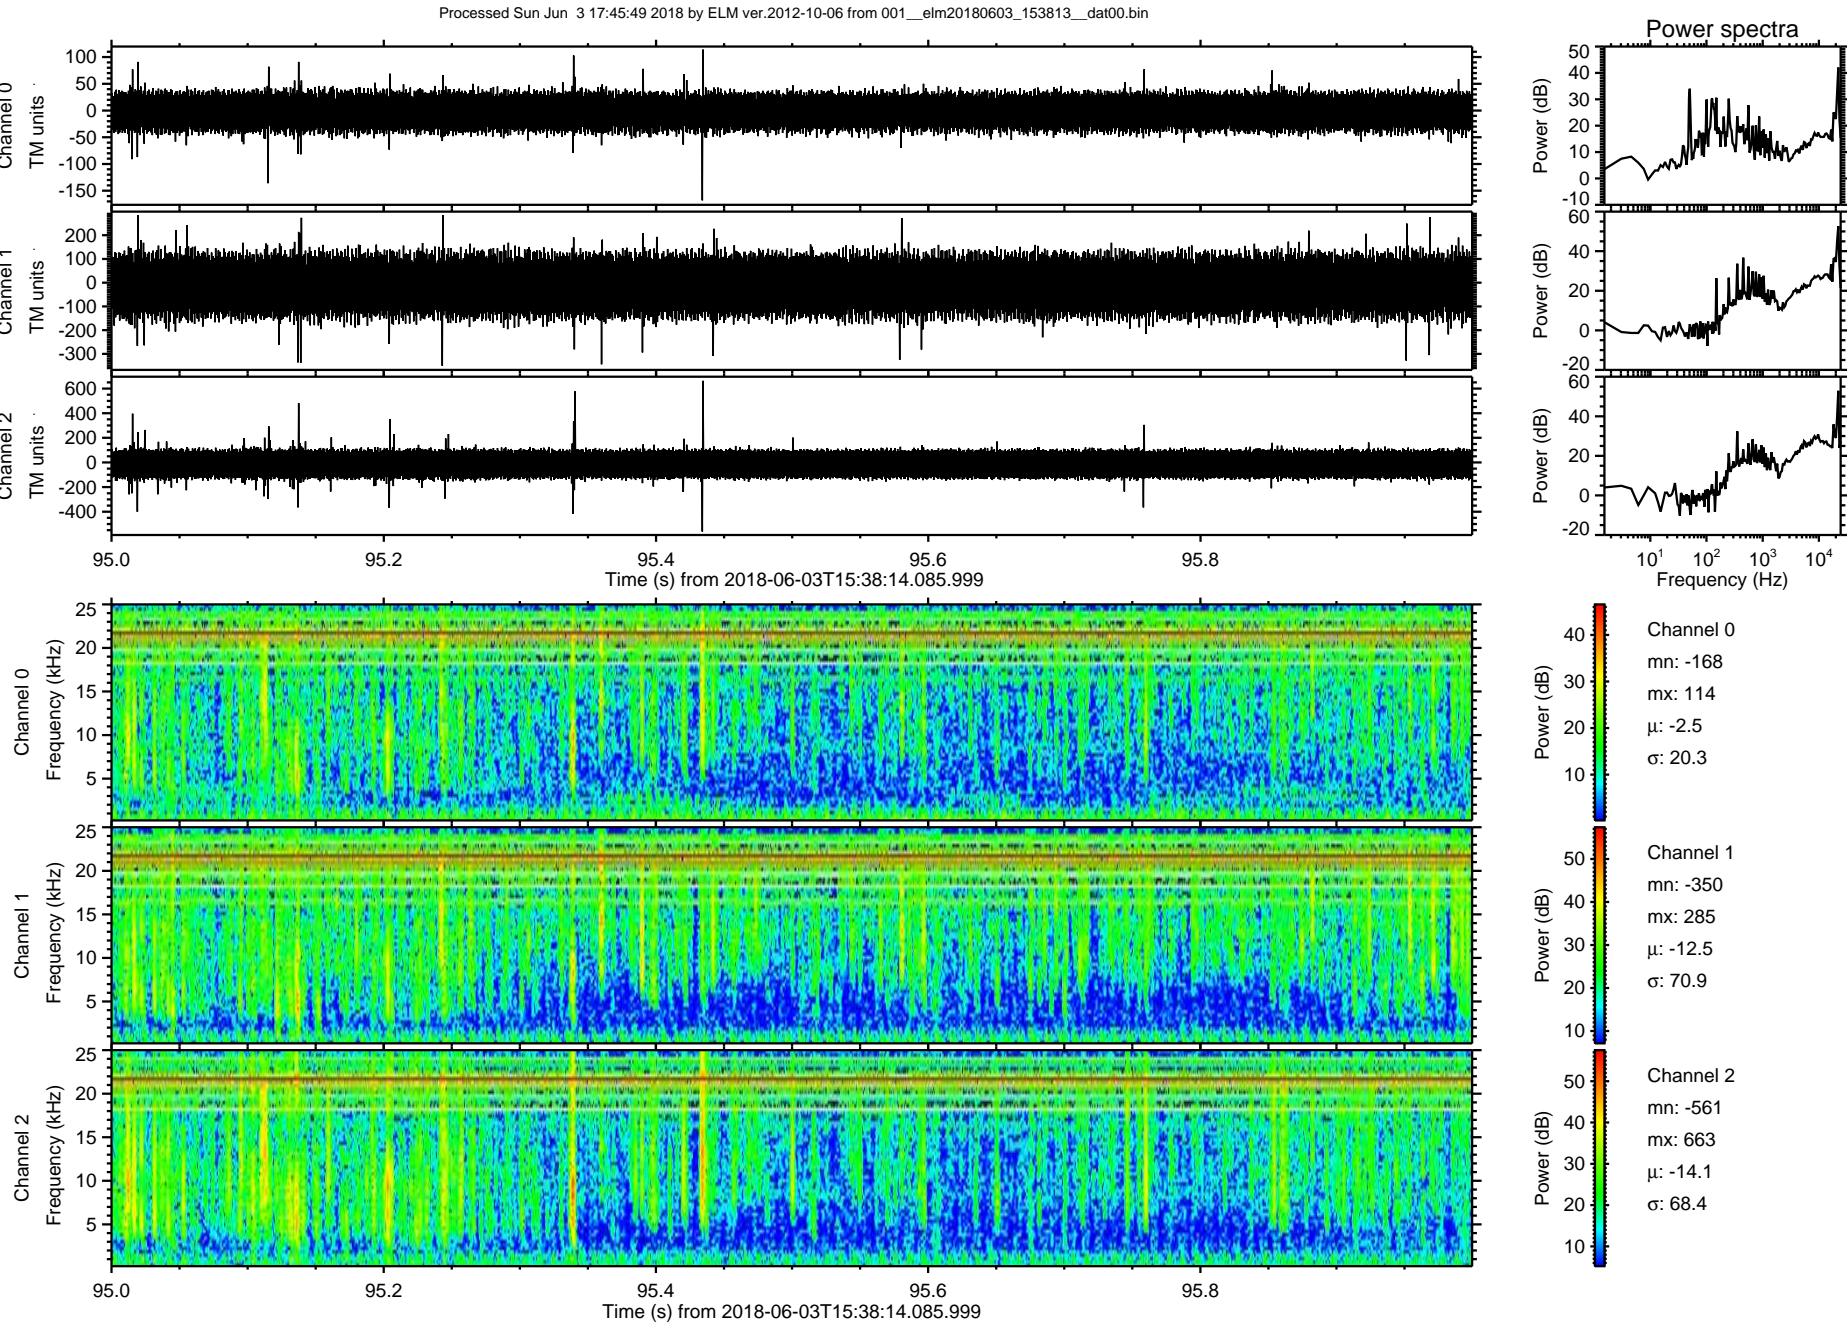 Processed Sun Jun 3 17:45:49 2018 by ELM ver.2012-10-06 from 001__elm20180603_153813__dat00.bin
Power spectra
Channel 0
TM units
100
50
0
-50
-100
-150
Power (dB)
50
40
30
20
10
0
-10
Channel 1
TM units
200
100
0
-100
-200
-300
Power (dB)
60
40
20
0
-20
Channel 2
TM units
600
400
200
0
-200
-400
Power (dB)
60
40
20
0
-20
95.0 95.2 95.4 95.6 95.8
Time (s) from 2018-06-03T15:38:14.085.999
10¹ 10² 10³ 10⁴
Frequency (Hz)
Channel 0
Frequency (kHz)
25
20
15
10
5
Power (dB)
40
30
20
10
Channel 0
mn: -168
mx: 114
μ: -2.5
σ: 20.3
Channel 1
Frequency (kHz)
25
20
15
10
5
Power (dB)
50
40
30
20
10
Channel 1
mn: -350
mx: 285
μ: -12.5
σ: 70.9
Channel 2
Frequency (kHz)
25
20
15
10
5
Power (dB)
50
40
30
20
10
Channel 2
mn: -561
mx: 663
μ: -14.1
σ: 68.4
95.0 95.2 95.4 95.6 95.8
Time (s) from 2018-06-03T15:38:14.085.999